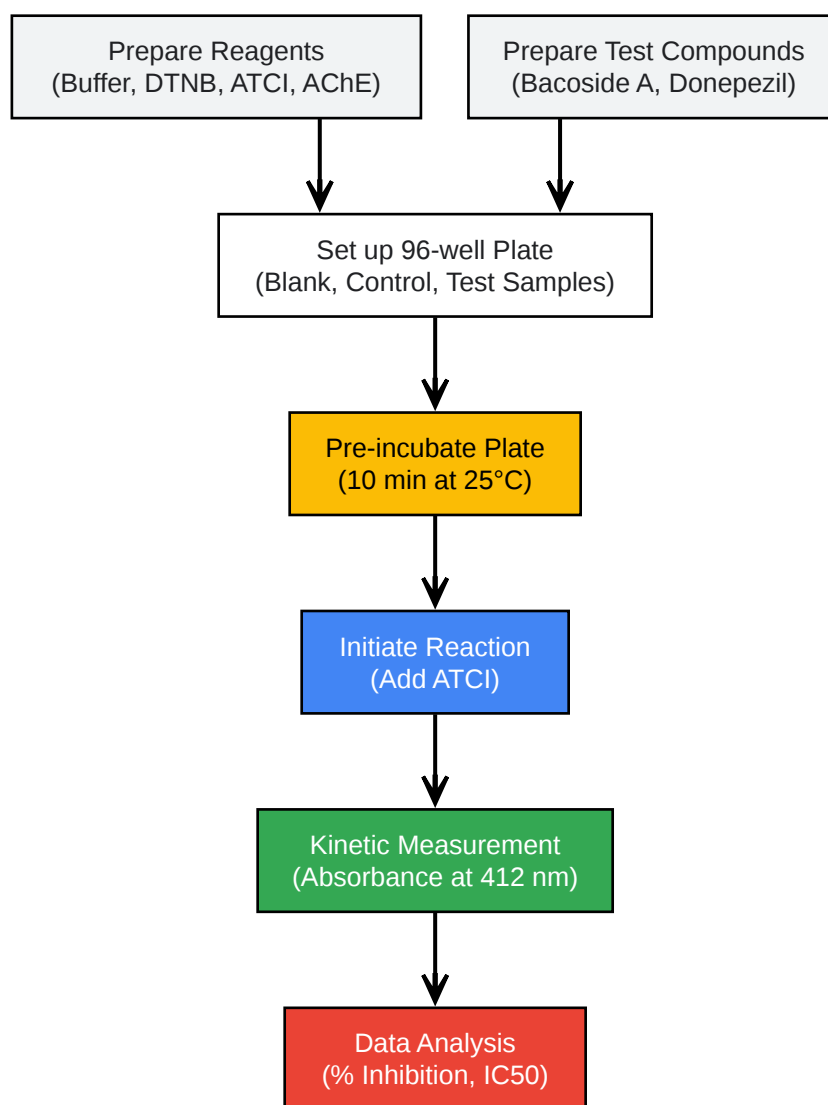 Prepare Reagents
(Buffer, DTNB, ATCI, AChE)
Prepare Test Compounds
(Bacoside A, Donepezil)
Set up 96-well Plate
(Blank, Control, Test Samples)
Pre-incubate Plate
(10 min at 25°C)
Initiate Reaction
(Add ATCI)
Kinetic Measurement
(Absorbance at 412 nm)
Data Analysis
(% Inhibition, IC50)